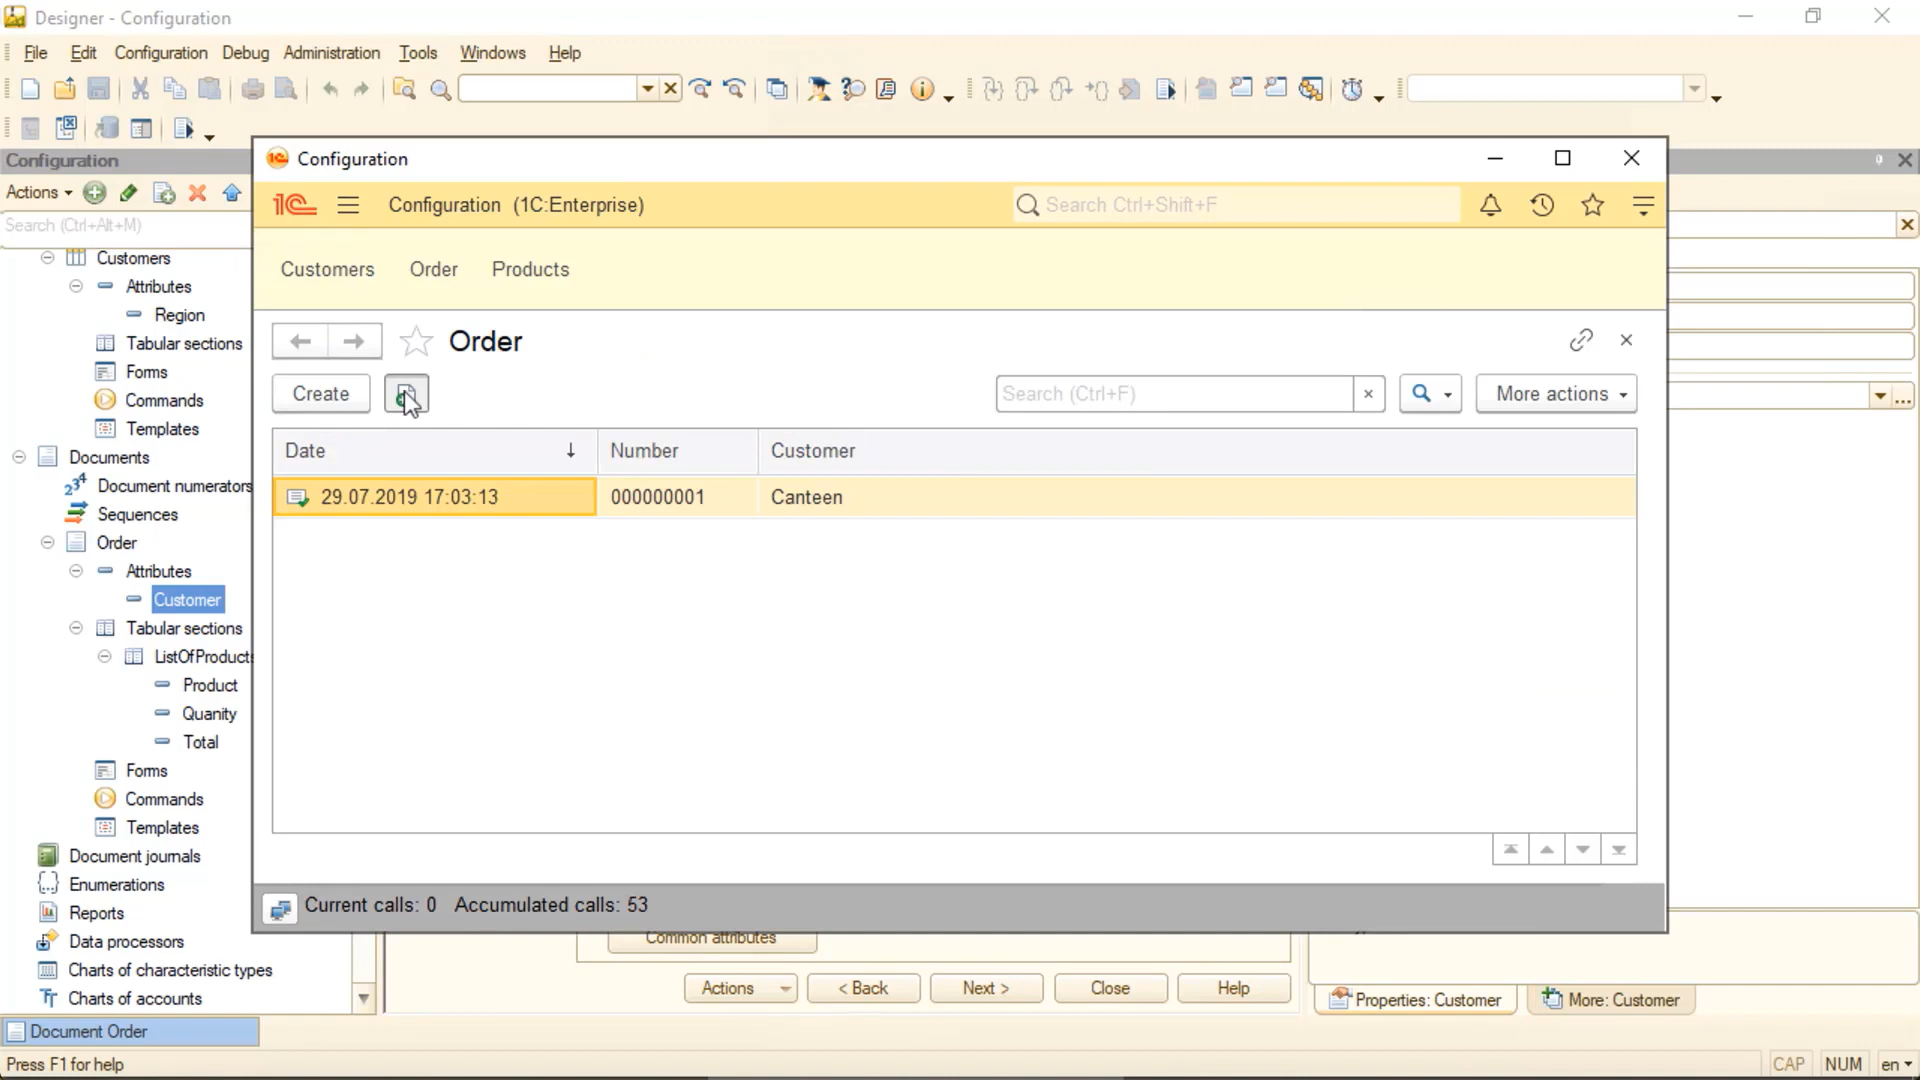 Designer - Configuration
File Edit Configuration Debug Administration Tools Windows Help
Configuration
Actions
Search (Ctrl+Alt+M)
Customers
Attributes
Region
Tabular sections
Forms
Commands
Templates
Documents
Document numerators
Sequences
Order
Attributes
Customer
Tabular sections
ListOfProducts
Product
Quanity
Total
Forms
Commands
Templates
Document journals
Enumerations
Reports
Data processors
Charts of characteristic types
Charts of accounts
Configuration
Configuration (1C:Enterprise)
Search Ctrl+Shift+F
Customers Order Products
Order
Create
Search (Ctrl+F)
More actions
Date Number Customer
29.07.2019 17:03:13 000000001 Canteen
Current calls: 0 Accumulated calls: 53
Common attributes
Actions < Back Next > Close Help
Properties: Customer More: Customer
Document Order
Press F1 for help
CAP NUM en